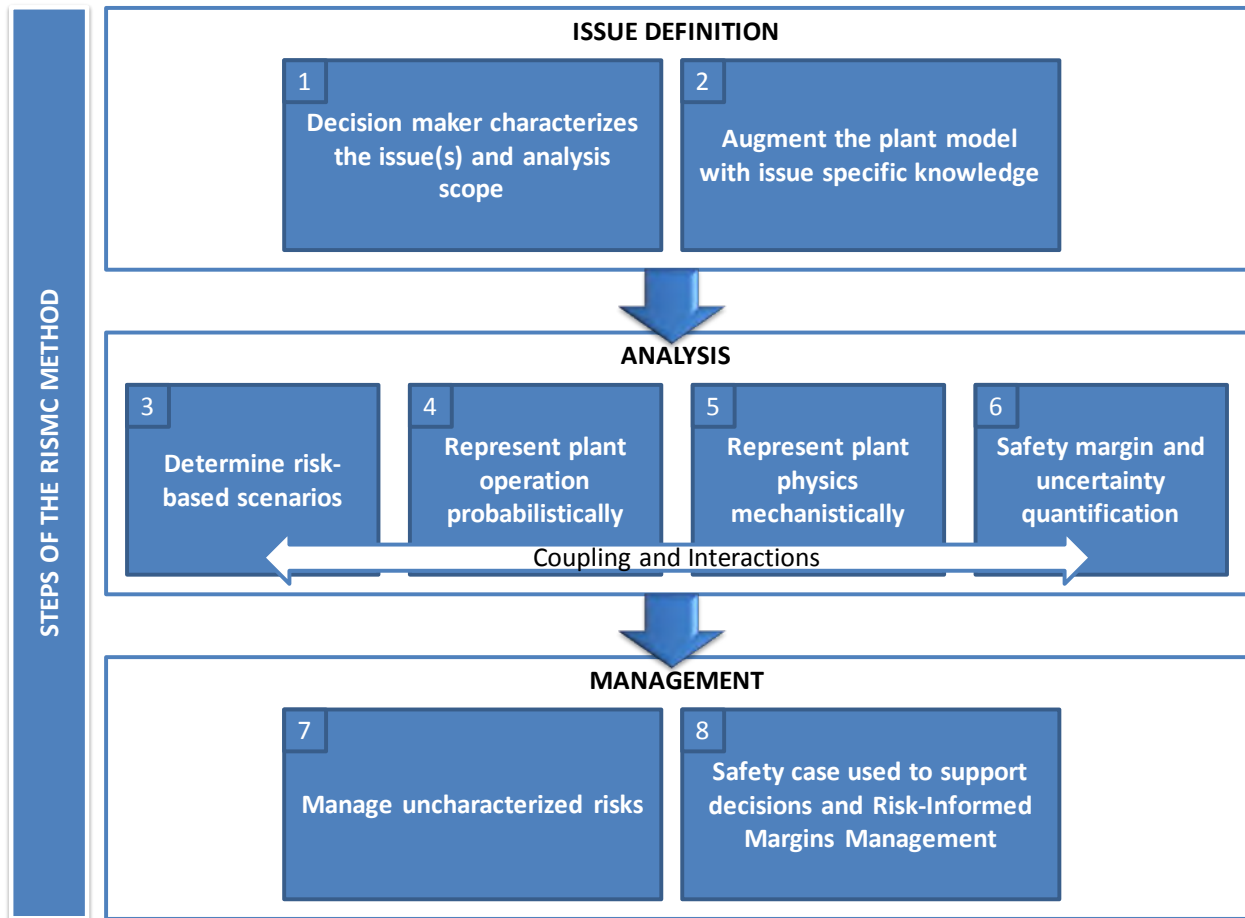 STEPS OF THE RISMC METHOD
ISSUE DEFINITION
1
Decision maker characterizes
the issue(s) and analysis
scope
2
Augment the plant model
with issue specific knowledge
ANALYSIS
3
Determine risk-
based scenarios
4
Represent plant
operation
probabilistically
5
Represent plant
physics
mechanistically
6
Safety margin and
uncertainty
quantification
Coupling and Interactions
MANAGEMENT
7
Manage uncharacterized risks
8
Safety case used to support
decisions and Risk-Informed
Margins Management